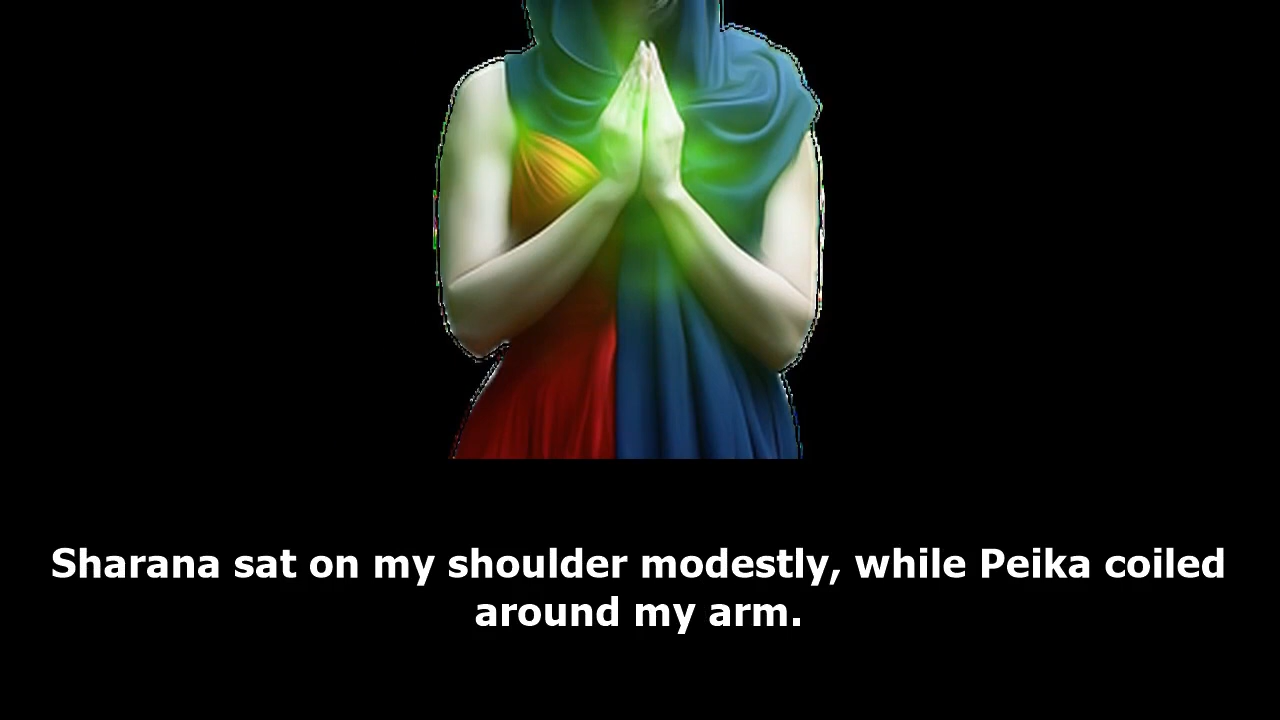 Sharana sat on my shoulder modestly, while Peika coiled
around my arm.